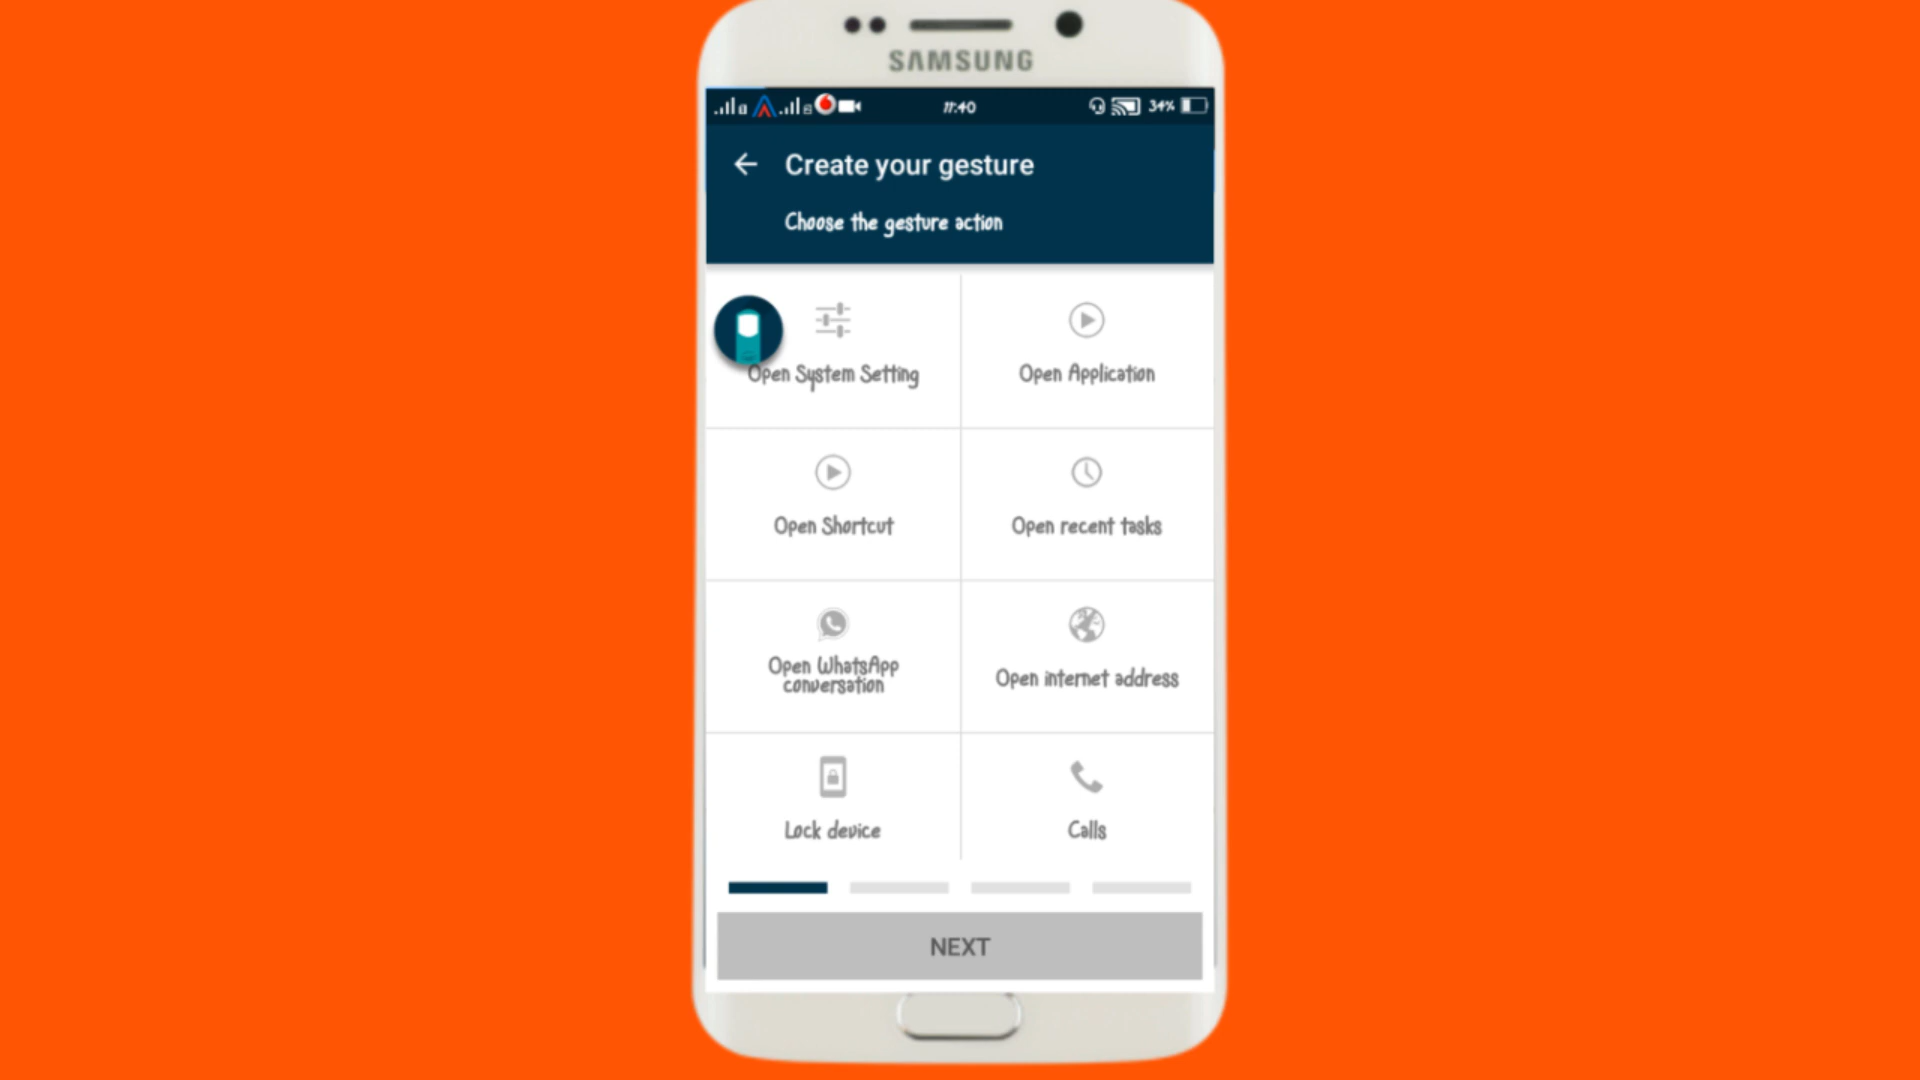 SAMSUNG
11:40
34%
Create your gesture
Choose the gesture action
Open System Setting
Open Application
Open Shortcut
Open recent tasks
Open WhatsApp
conversation
Open internet address
Lock device
Calls
NEXT